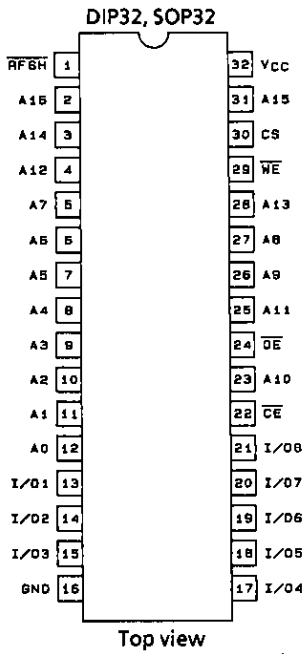 DIP32, SOP32
RFSH 1 32 VCC
A16 2 31 A15
A14 3 30 CS
A12 4 29 WE
A7 5 28 A13
A6 6 27 A8
A5 7 26 A9
A4 8 25 A11
A3 9 24 OE
A2 10 23 A10
A1 11 22 CE
A0 12 21 I/O8
I/O1 13 20 I/O7
I/O2 14 19 I/O6
I/O3 15 18 I/O5
GND 16 17 I/O4
Top view